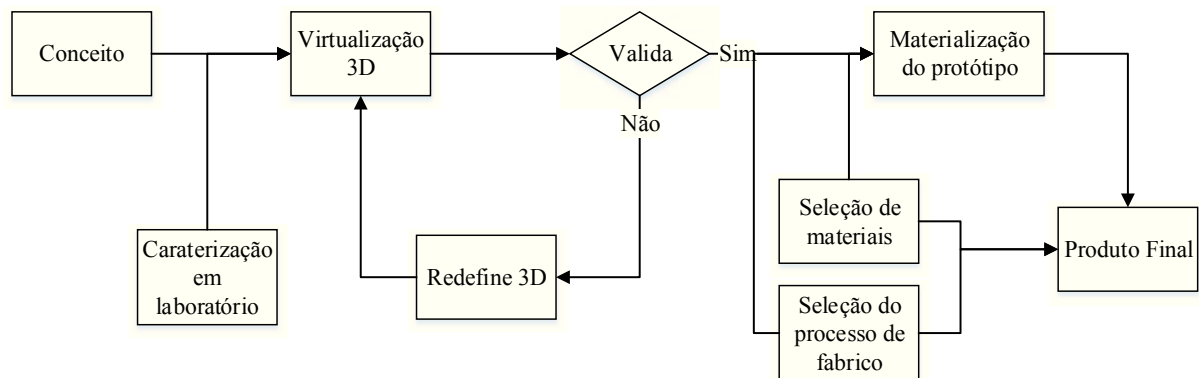 Conceito
Virtualização
3D
Valida
Sim
Materialização
do protótipo
Não
Caraterização
em
laboratório
Redefine 3D
Seleção de
materiais
Seleção do
processo de
fabrico
Produto Final